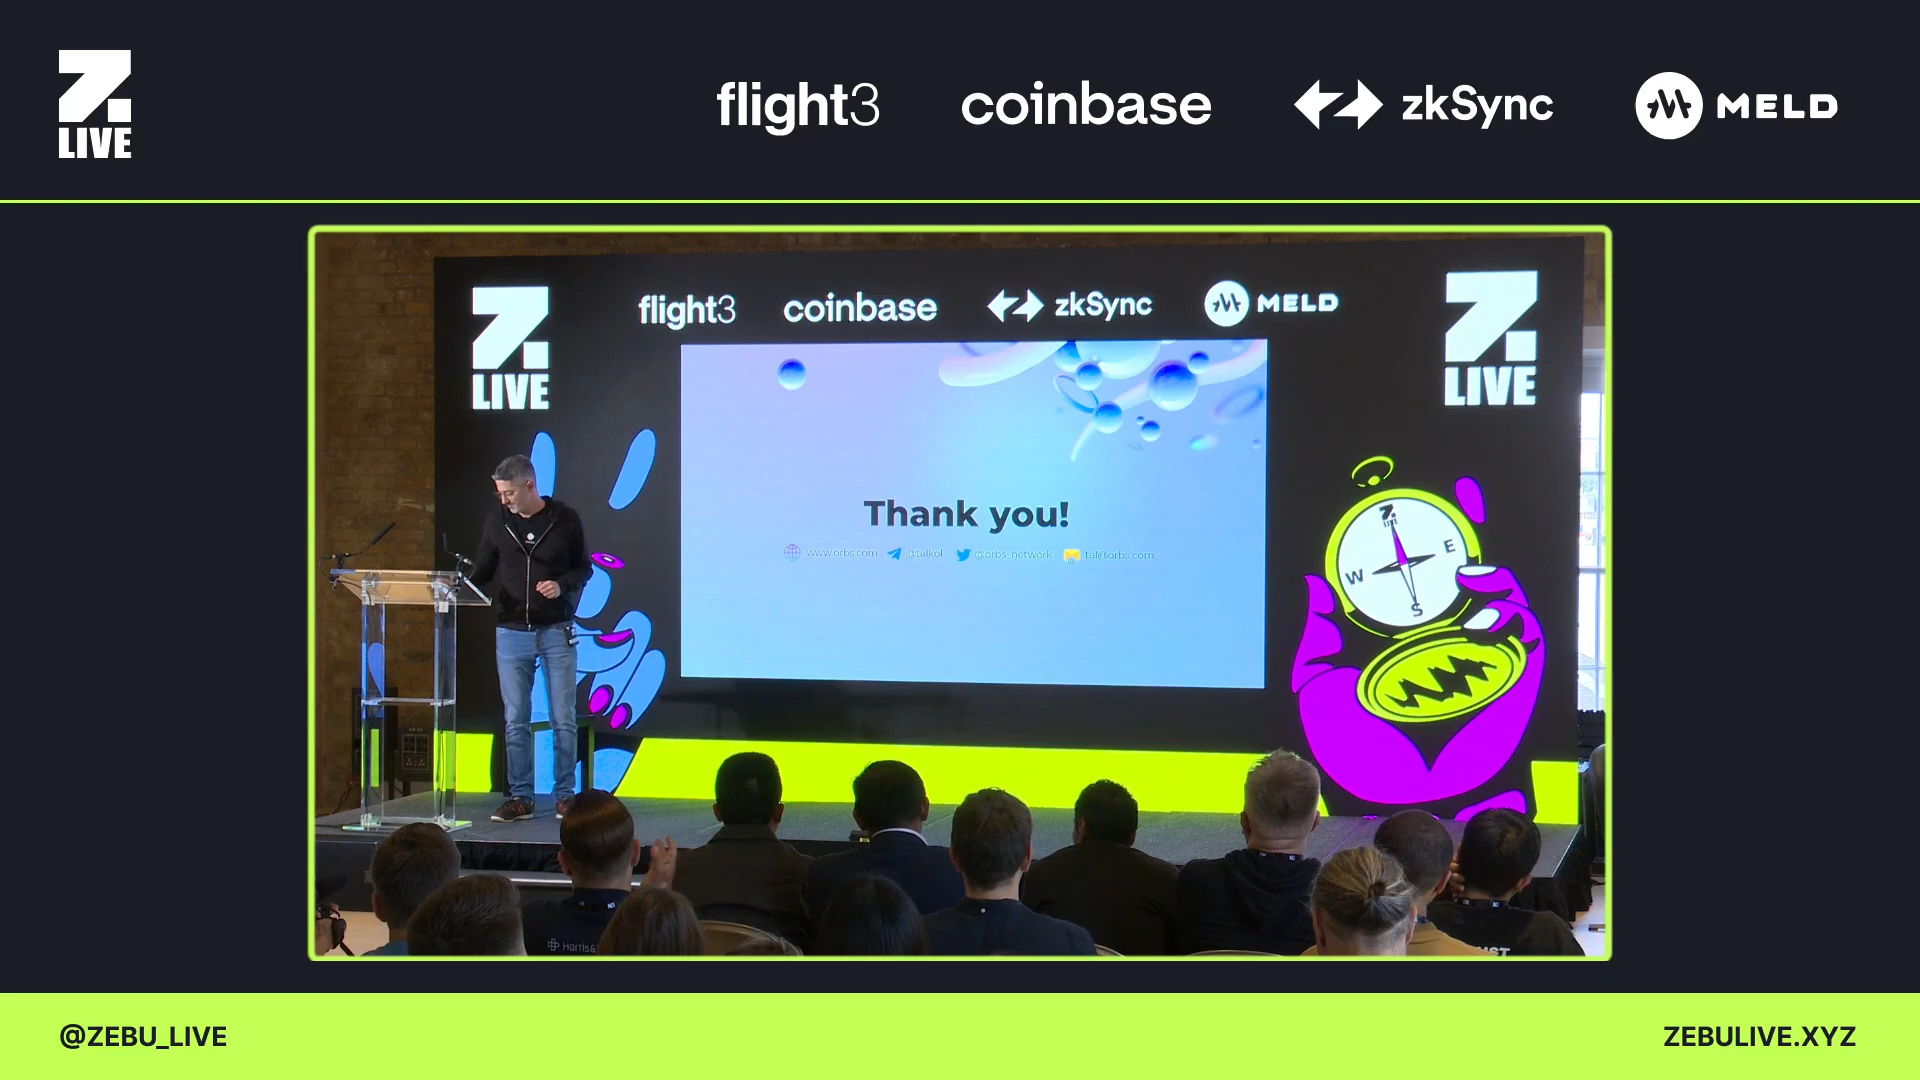 Z.
LIVE
flight3
coinbase
zkSync
MELD
Z.
LIVE
flight3
coinbase
zkSync
MELD
Z.
LIVE
Thank you!
www.orbs.com
@talkol
@orbs_network
tal@orbs.com
Z.
LIVE
E
W
S
@ZEBU_LIVE
ZEBULIVE.XYZ